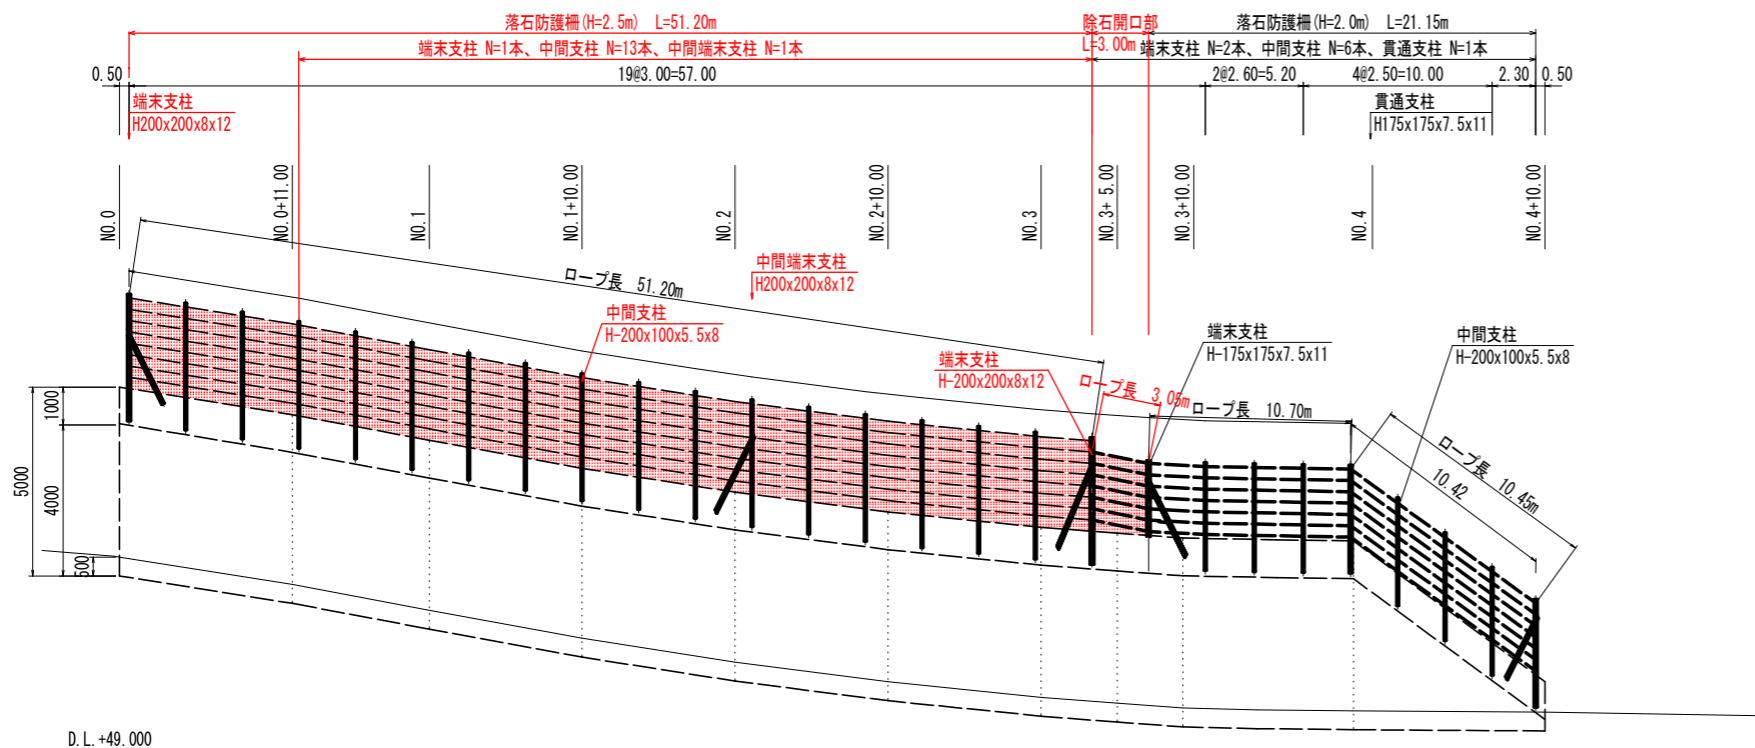 落石防護柵(H=2.5m) L=51.20m
除石開口部
落石防護柵(H=2.0m) L=21.15m
端末支柱 N=1本、中間支柱 N=13本、中間端末支柱 N=1本
L=3.00m
端末支柱 N=2本、中間支柱 N=6本、貫通支柱 N=1本
0.50
19@3.00=57.00
2@2.60=5.20
4@2.50=10.00
2.30
0.50
端末支柱
H200x200x8x12
貫通支柱
H175x175x7.5x11
NO.0
NO.0+11.00
NO.1
NO.1+10.00
NO.2
NO.2+10.00
NO.3
NO.3+ 5.00
NO.3+10.00
NO.4
NO.4+10.00
ロープ長 51.20m
中間端末支柱
H200x200x8x12
中間支柱
H-200x100x5.5x8
端末支柱
H-200x200x8x12
端末支柱
H-175x175x7.5x11
中間支柱
H-200x100x5.5x8
ロープ長 3.05m
ロープ長 10.70m
ロープ長 10.45m
10.42
1000
5000
4000
500
D.L.+49.000